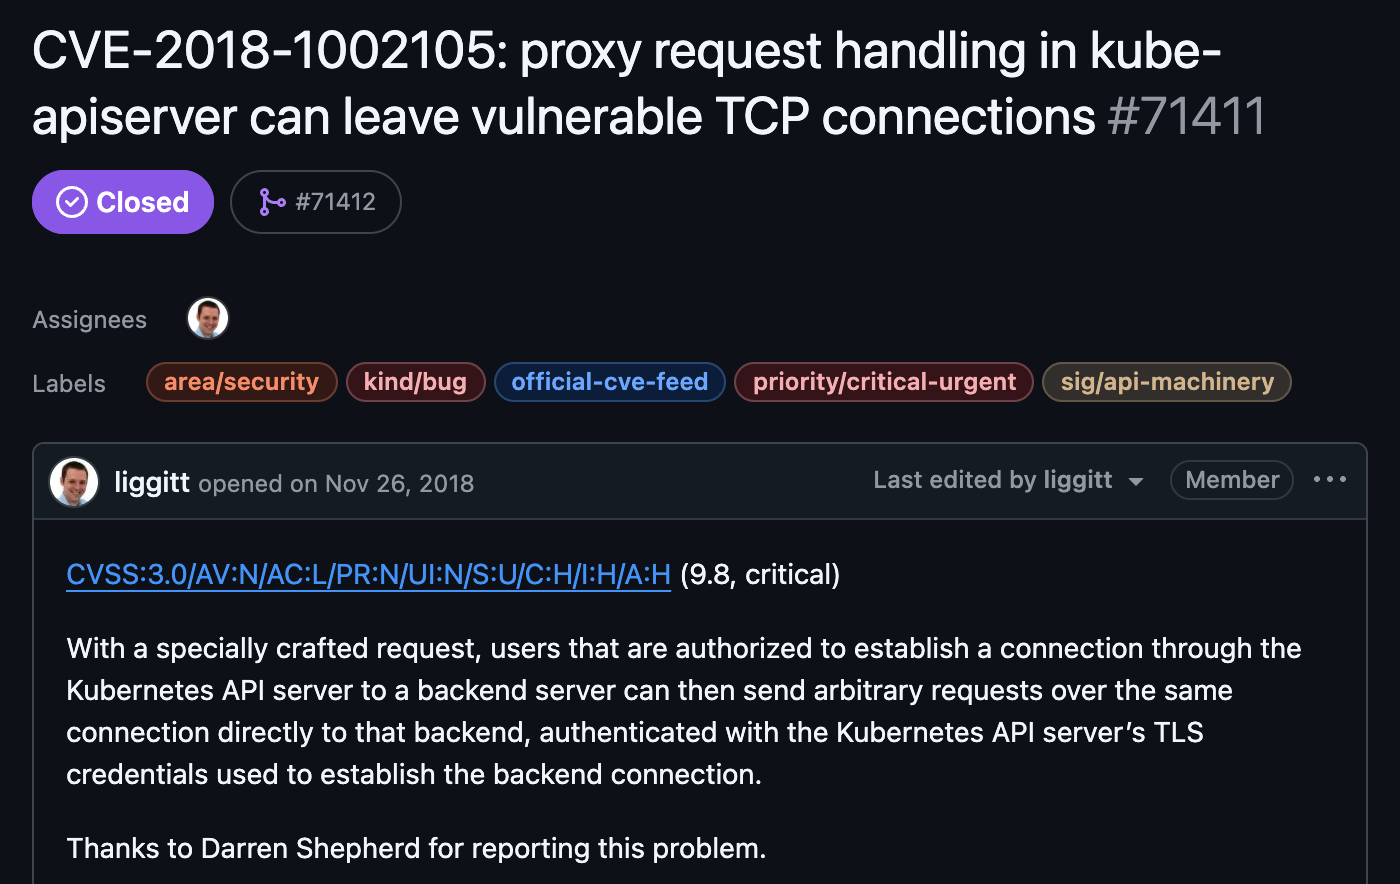 CVE-2018-1002105: proxy request handling in kube-
apiserver can leave vulnerable TCP connections #71411
Closed #71412
Assignees
Labels area/security kind/bug official-cve-feed priority/critical-urgent sig/api-machinery
liggitt opened on Nov 26, 2018 Last edited by liggitt Member
CVSS:3.0/AV:N/AC:L/PR:N/UI:N/S:U/C:H/I:H/A:H (9.8, critical)
With a specially crafted request, users that are authorized to establish a connection through the
Kubernetes API server to a backend server can then send arbitrary requests over the same
connection directly to that backend, authenticated with the Kubernetes API server’s TLS
credentials used to establish the backend connection.
Thanks to Darren Shepherd for reporting this problem.